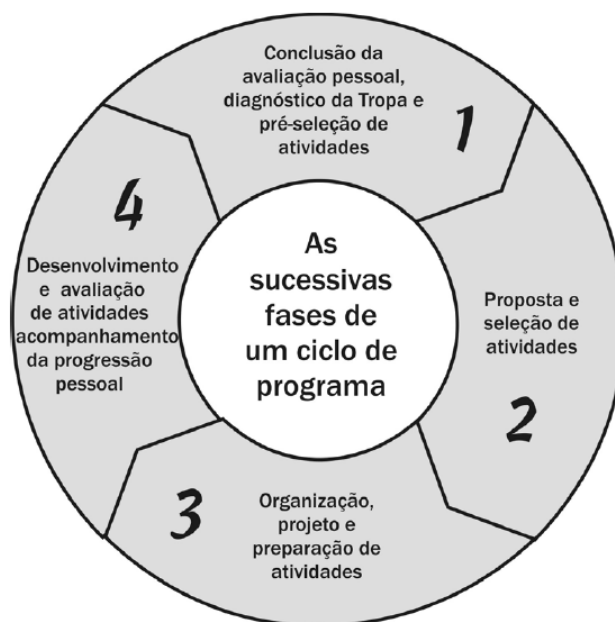 Conclusão da
avaliação pessoal,
diagnóstico da Tropa e
pré-seleção de
atividades
1
As
sucessivas
fases de
um ciclo de
programa
Proposta e
seleção de
atividades
2
Organização,
projeto e
preparação de
atividades
3
4
Desenvolvimento
e avaliação
de atividades
acompanhamento
da progressão
pessoal